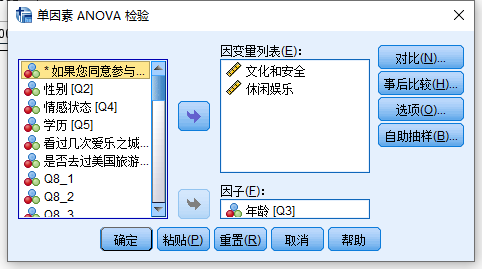 单因素 ANOVA 检验
* 如果您同意参与...
性别 [Q2]
情感状态 [Q4]
学历 [Q5]
看过几次爱乐之城...
是否去过美国旅游...
Q8_1
Q8_2
Q8_3
因变量列表(E):
文化和安全
休闲娱乐
因子(F):
年龄 [Q3]
对比(N)...
事后比较(H)...
选项(O)...
自助抽样(B)...
确定
粘贴(P)
重置(R)
取消
帮助